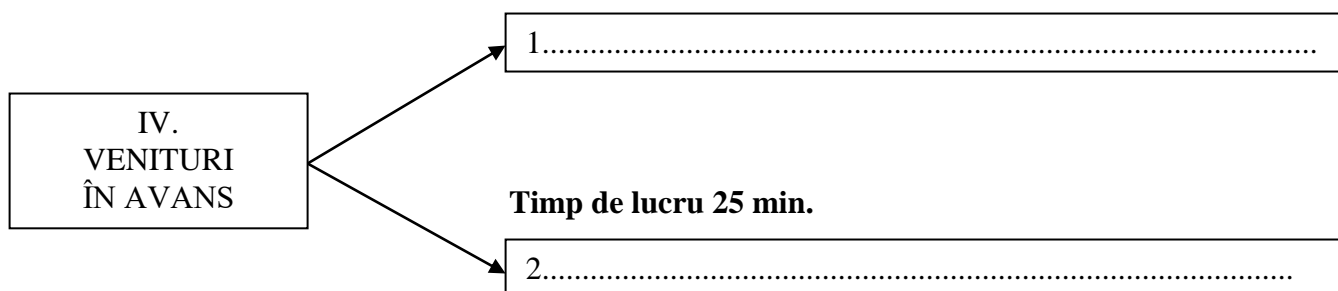 1.........................................................................
IV.
VENITURI
ÎN AVANS
Timp de lucru 25 min.
2.......................................................................